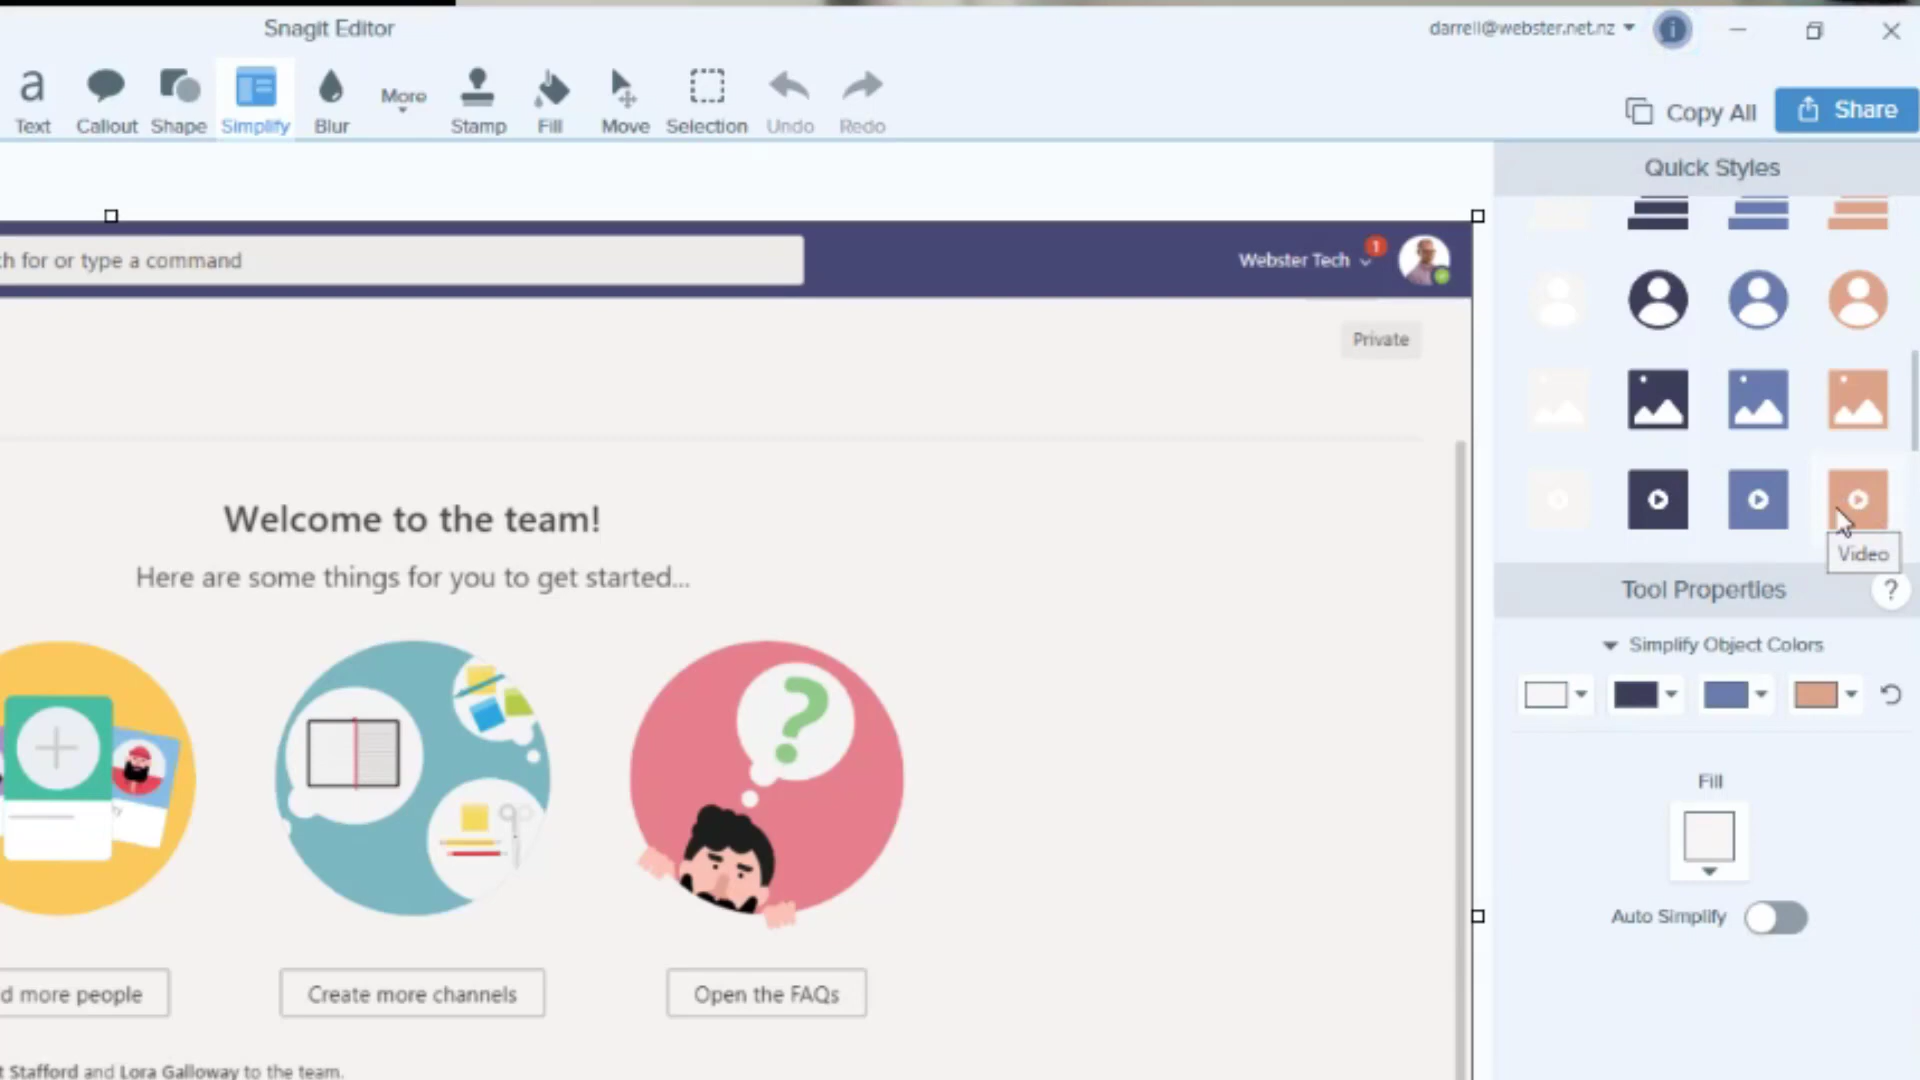 Snagit Editor
darrell@webster.net.nz
a
Text
Callout
Shape
Simplify
Blur
More
Stamp
Fill
Move
Selection
Undo
Redo
Copy All
Share
Quick Styles
h for or type a command
Webster Tech
1
Private
Video
Welcome to the team!
Here are some things for you to get started...
Tool Properties
?
Simplify Object Colors
Fill
Auto Simplify
d more people
Create more channels
Open the FAQs
t Stafford and Lora Galloway to the team.